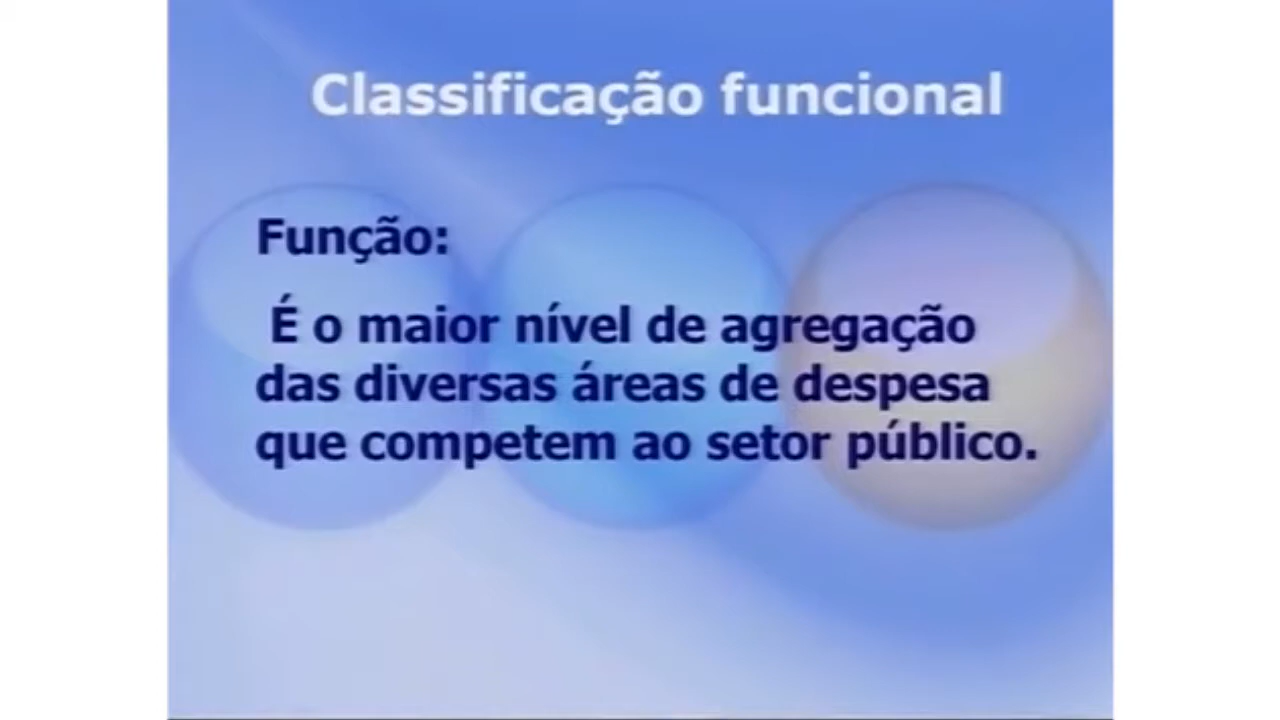 Classificação funcional
Função:
É o maior nível de agregação
das diversas áreas de despesa
que competem ao setor público.